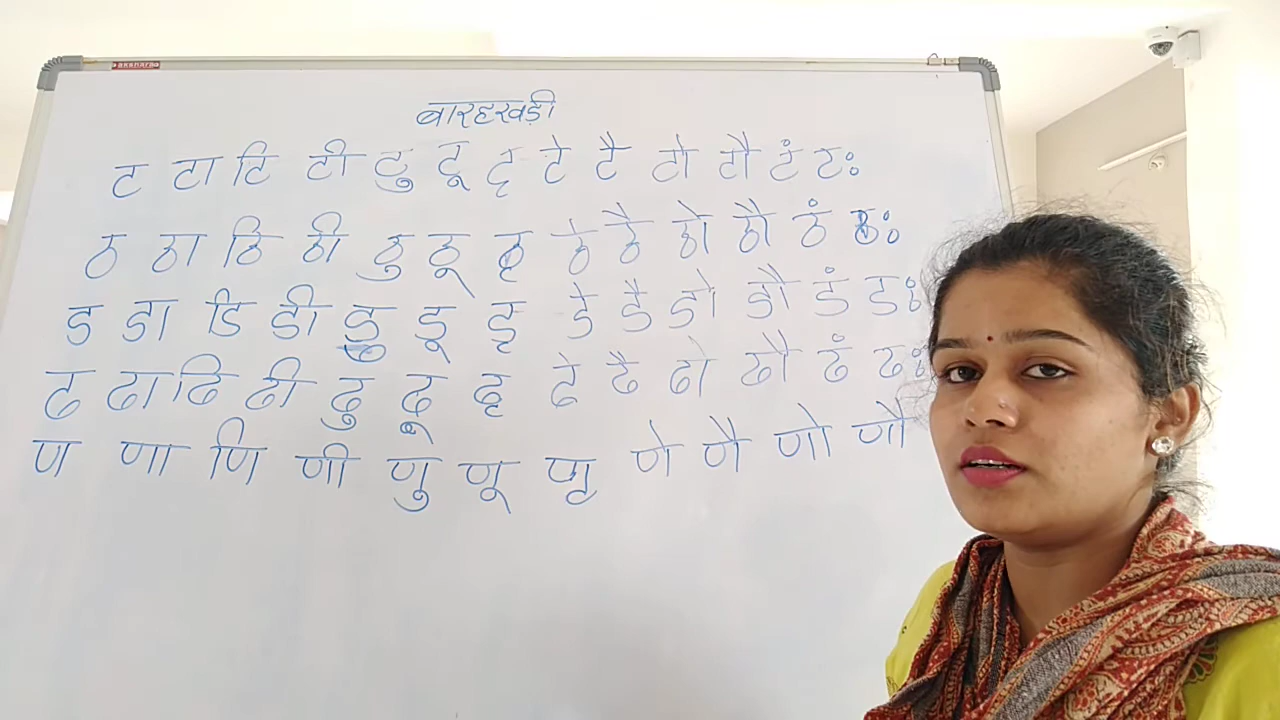 बारहखड़ी
ट टा टि टी टु टू टृ टे टै टो टौ टं टः
ठ ठा ठि ठी ठु ठू ठृ ठे ठै ठो ठौ ठं ठः
ड डा डि डी डु डू डृ डे डै डो डौ डं डः
ढ ढा ढि ढी ढु ढू ढृ ढे ढै ढो ढौ ढं ढः
ण णा णि णी णु णू णृ णे णै णो णौ